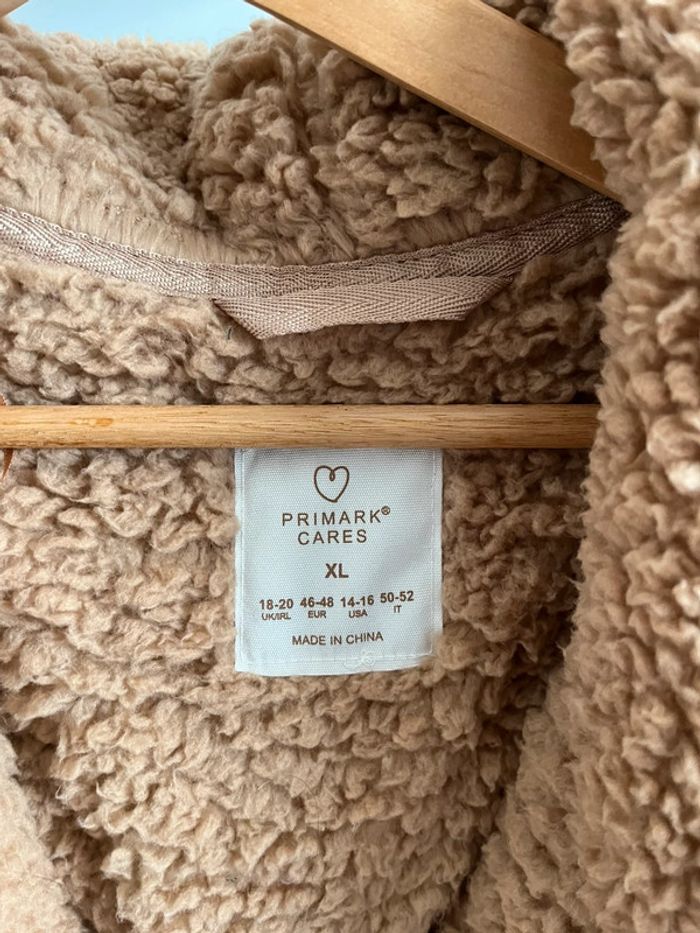 PRIMARK®
CARES
XL
18-20 46-48 14-16 50-52
UK/IRL EUR USA IT
MADE IN CHINA